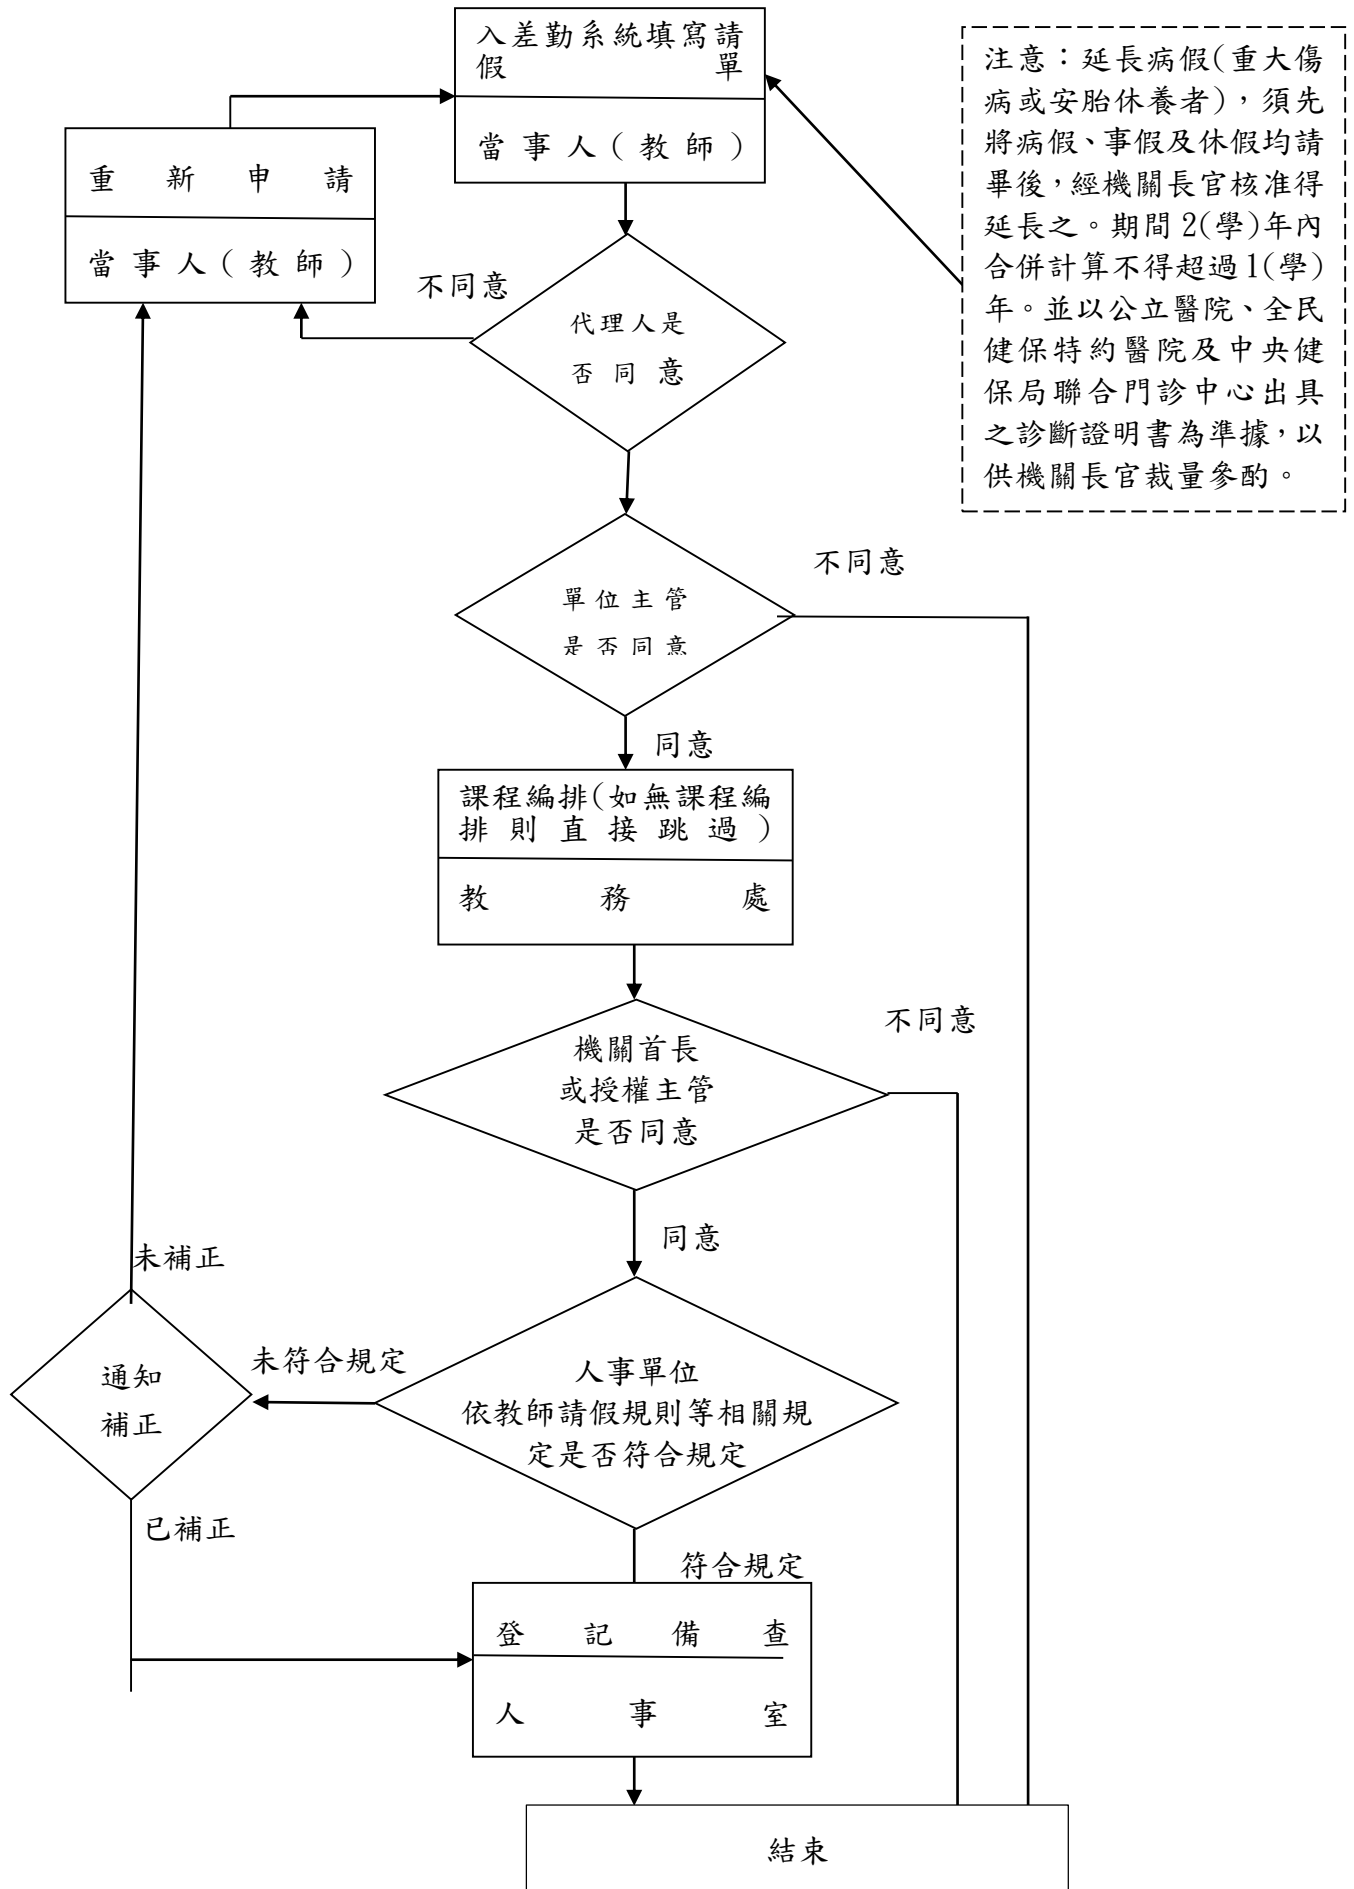 入差勤系統填寫請
假單
當事人(教師)
注意：延長病假(重大傷
病或安胎休養者)，須先
將病假、事假及休假均請
畢後，經機關長官核准得
延長之。期間 2(學)年內
合併計算不得超過 1(學)
年。並以公立醫院、全民
健保特約醫院及中央健
保局聯合門診中心出具
之診斷證明書為準據，以
供機關長官裁量參酌。
重新申請
當事人(教師)
不同意
代理人是
否同意
不同意
單位主管
是否同意
同意
課程編排(如無課程編
排則直接跳過)
教務處
不同意
機關首長
或授權主管
是否同意
同意
未補正
通知
補正
未符合規定
人事單位
依教師請假規則等相關規
定是否符合規定
已補正
符合規定
登記備查
人事室
結束